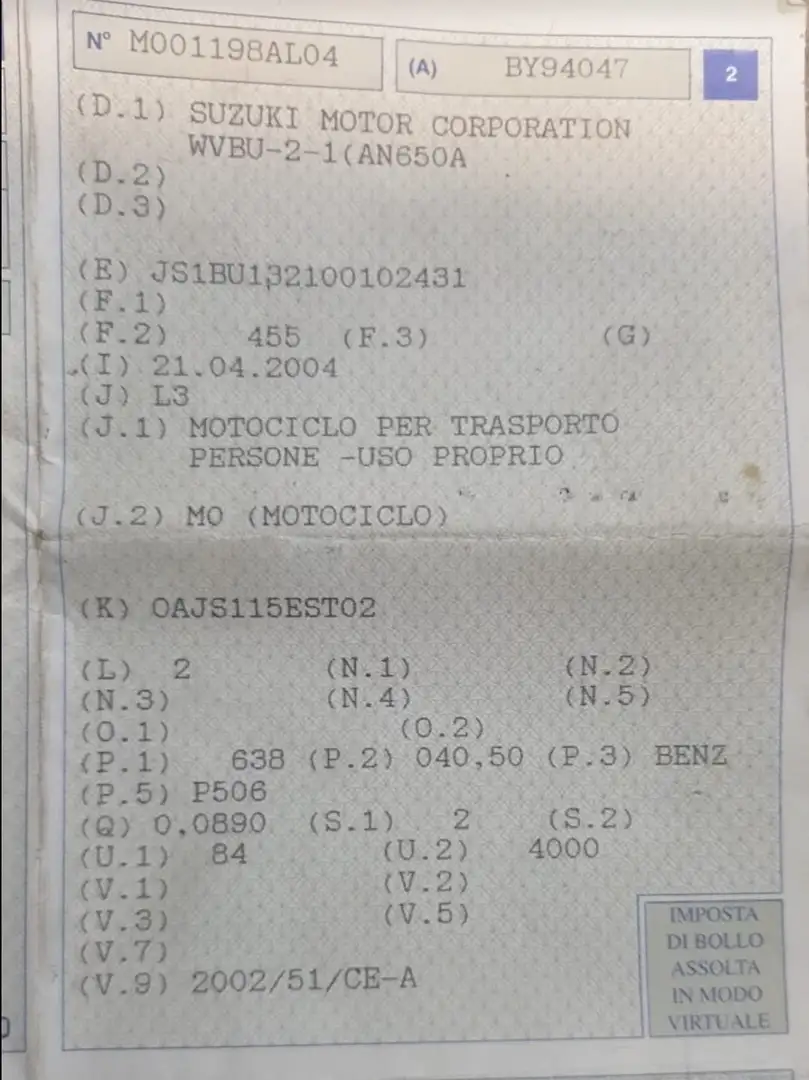 N° M001198AL04
(A) BY94047
2
(D.1) SUZUKI MOTOR CORPORATION
WVBU-2-1(AN650A
(D.2)
(D.3)
(E) JS1BU132100102431
(F.1)
(F.2) 455 (F.3) (G)
(I) 21.04.2004
(J) L3
(J.1) MOTOCICLO PER TRASPORTO
PERSONE -USO PROPRIO
(J.2) MO (MOTOCICLO)
(K) OAJS115EST02
(L) 2 (N.1) (N.2)
(N.3) (N.4) (N.5)
(O.1) (O.2)
(P.1) 638 (P.2) 040,50 (P.3) BENZ
(P.5) P506
(Q) 0,0890 (S.1) 2 (S.2)
(U.1) 84 (U.2) 4000
(V.1) (V.2)
(V.3) (V.5)
(V.7)
(V.9) 2002/51/CE-A
IMPOSTA
DI BOLLO
ASSOLTA
IN MODO
VIRTUALE